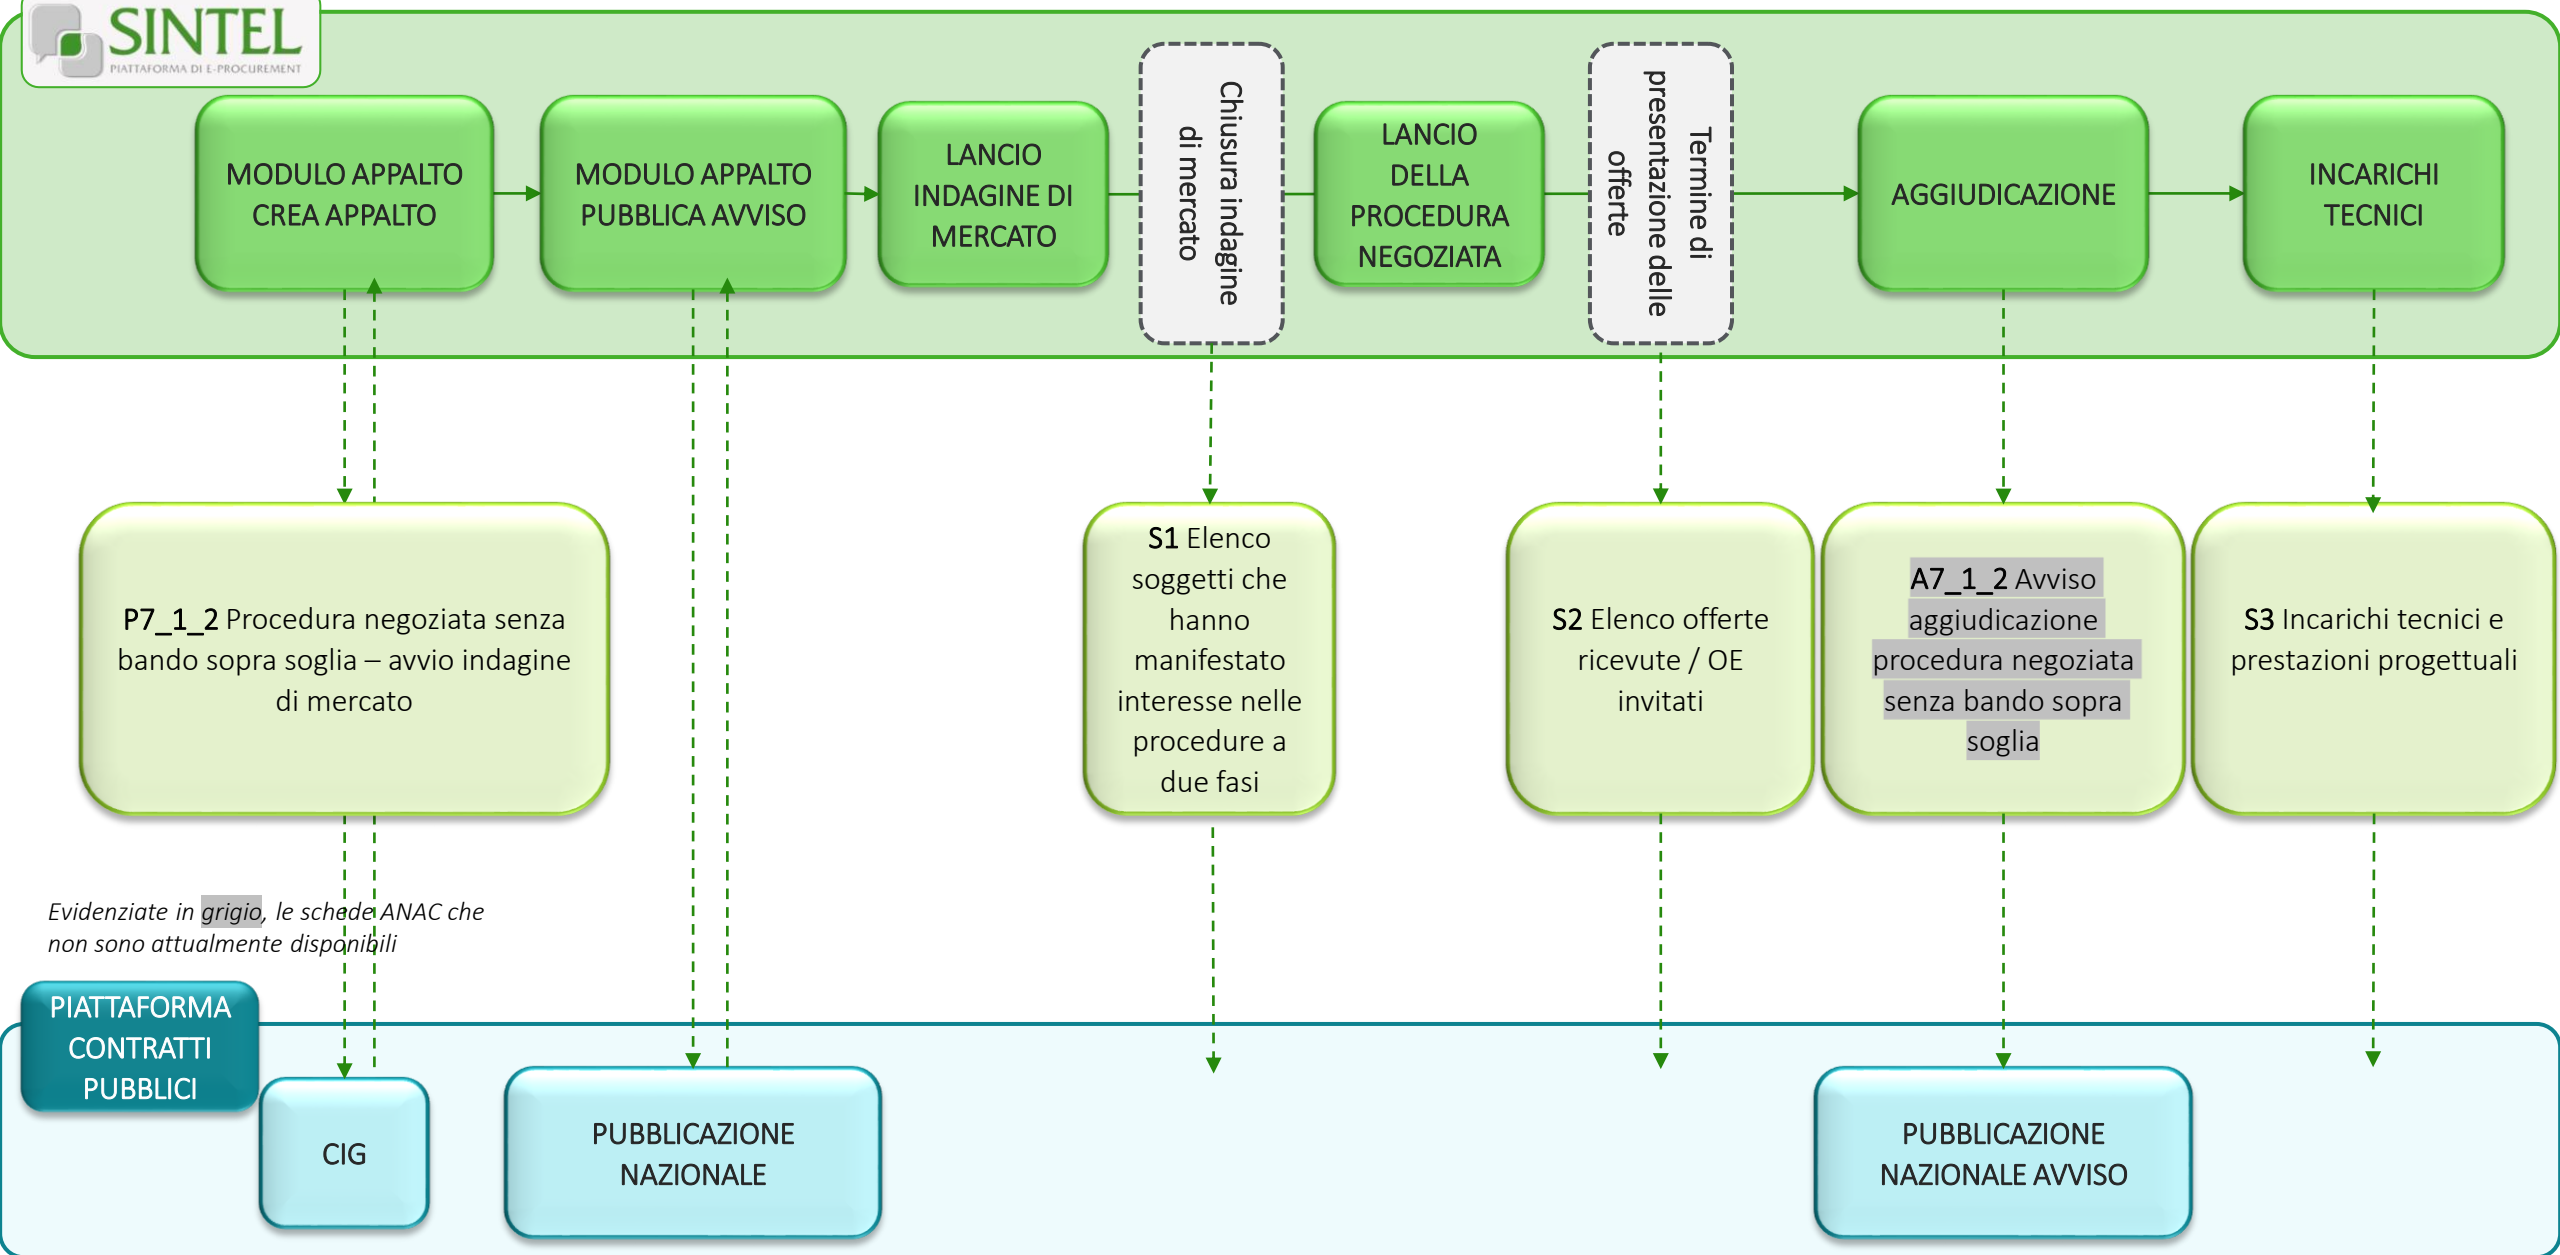 SINTEL
PIATTAFORMA DI E-PROCUREMENT
MODULO APPALTO
CREA APPALTO
MODULO APPALTO
PUBBLICA AVVISO
LANCIO
INDAGINE DI
MERCATO
Chiusura indagine
di mercato
LANCIO
DELLA
PROCEDURA
NEGOZIATA
Termine di
presentazione delle
offerte
AGGIUDICAZIONE
INCARICHI
TECNICI
P7_1_2 Procedura negoziata senza
bando sopra soglia – avvio indagine
di mercato
S1 Elenco
soggetti che
hanno
manifestato
interesse nelle
procedure a
due fasi
S2 Elenco offerte
ricevute / OE
invitati
A7_1_2 Avviso
aggiudicazione
procedura negoziata
senza bando sopra
soglia
S3 Incarichi tecnici e
prestazioni progettuali
Evidenziate in grigio, le schede ANAC che
non sono attualmente disponibili
PIATTAFORMA
CONTRATTI
PUBBLICI
CIG
PUBBLICAZIONE
NAZIONALE
PUBBLICAZIONE
NAZIONALE AVVISO